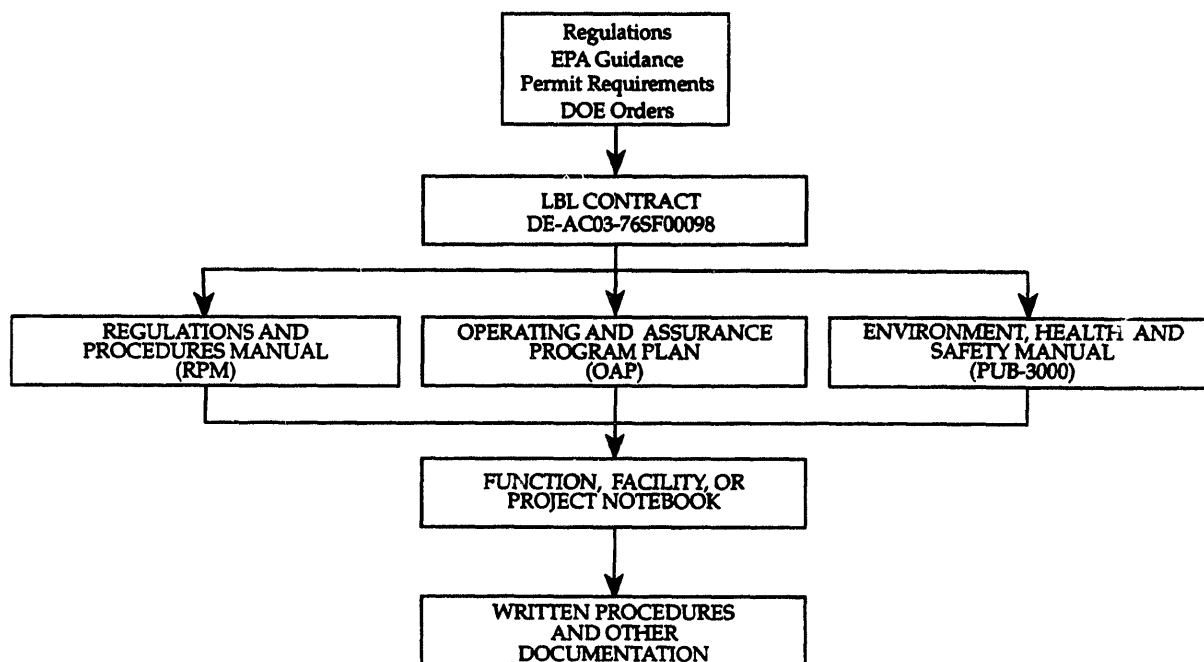 Regulations
EPA Guidance
Permit Requirements
DOE Orders
LBL CONTRACT
DE-AC03-76SF00098
REGULATIONS AND
PROCEDURES MANUAL
(RPM)
OPERATING AND ASSURANCE
PROGRAM PLAN
(OAP)
ENVIRONMENT, HEALTH AND
SAFETY MANUAL
(PUB-3000)
FUNCTION, FACILITY, OR
PROJECT NOTEBOOK
WRITTEN PROCEDURES
AND OTHER
DOCUMENTATION